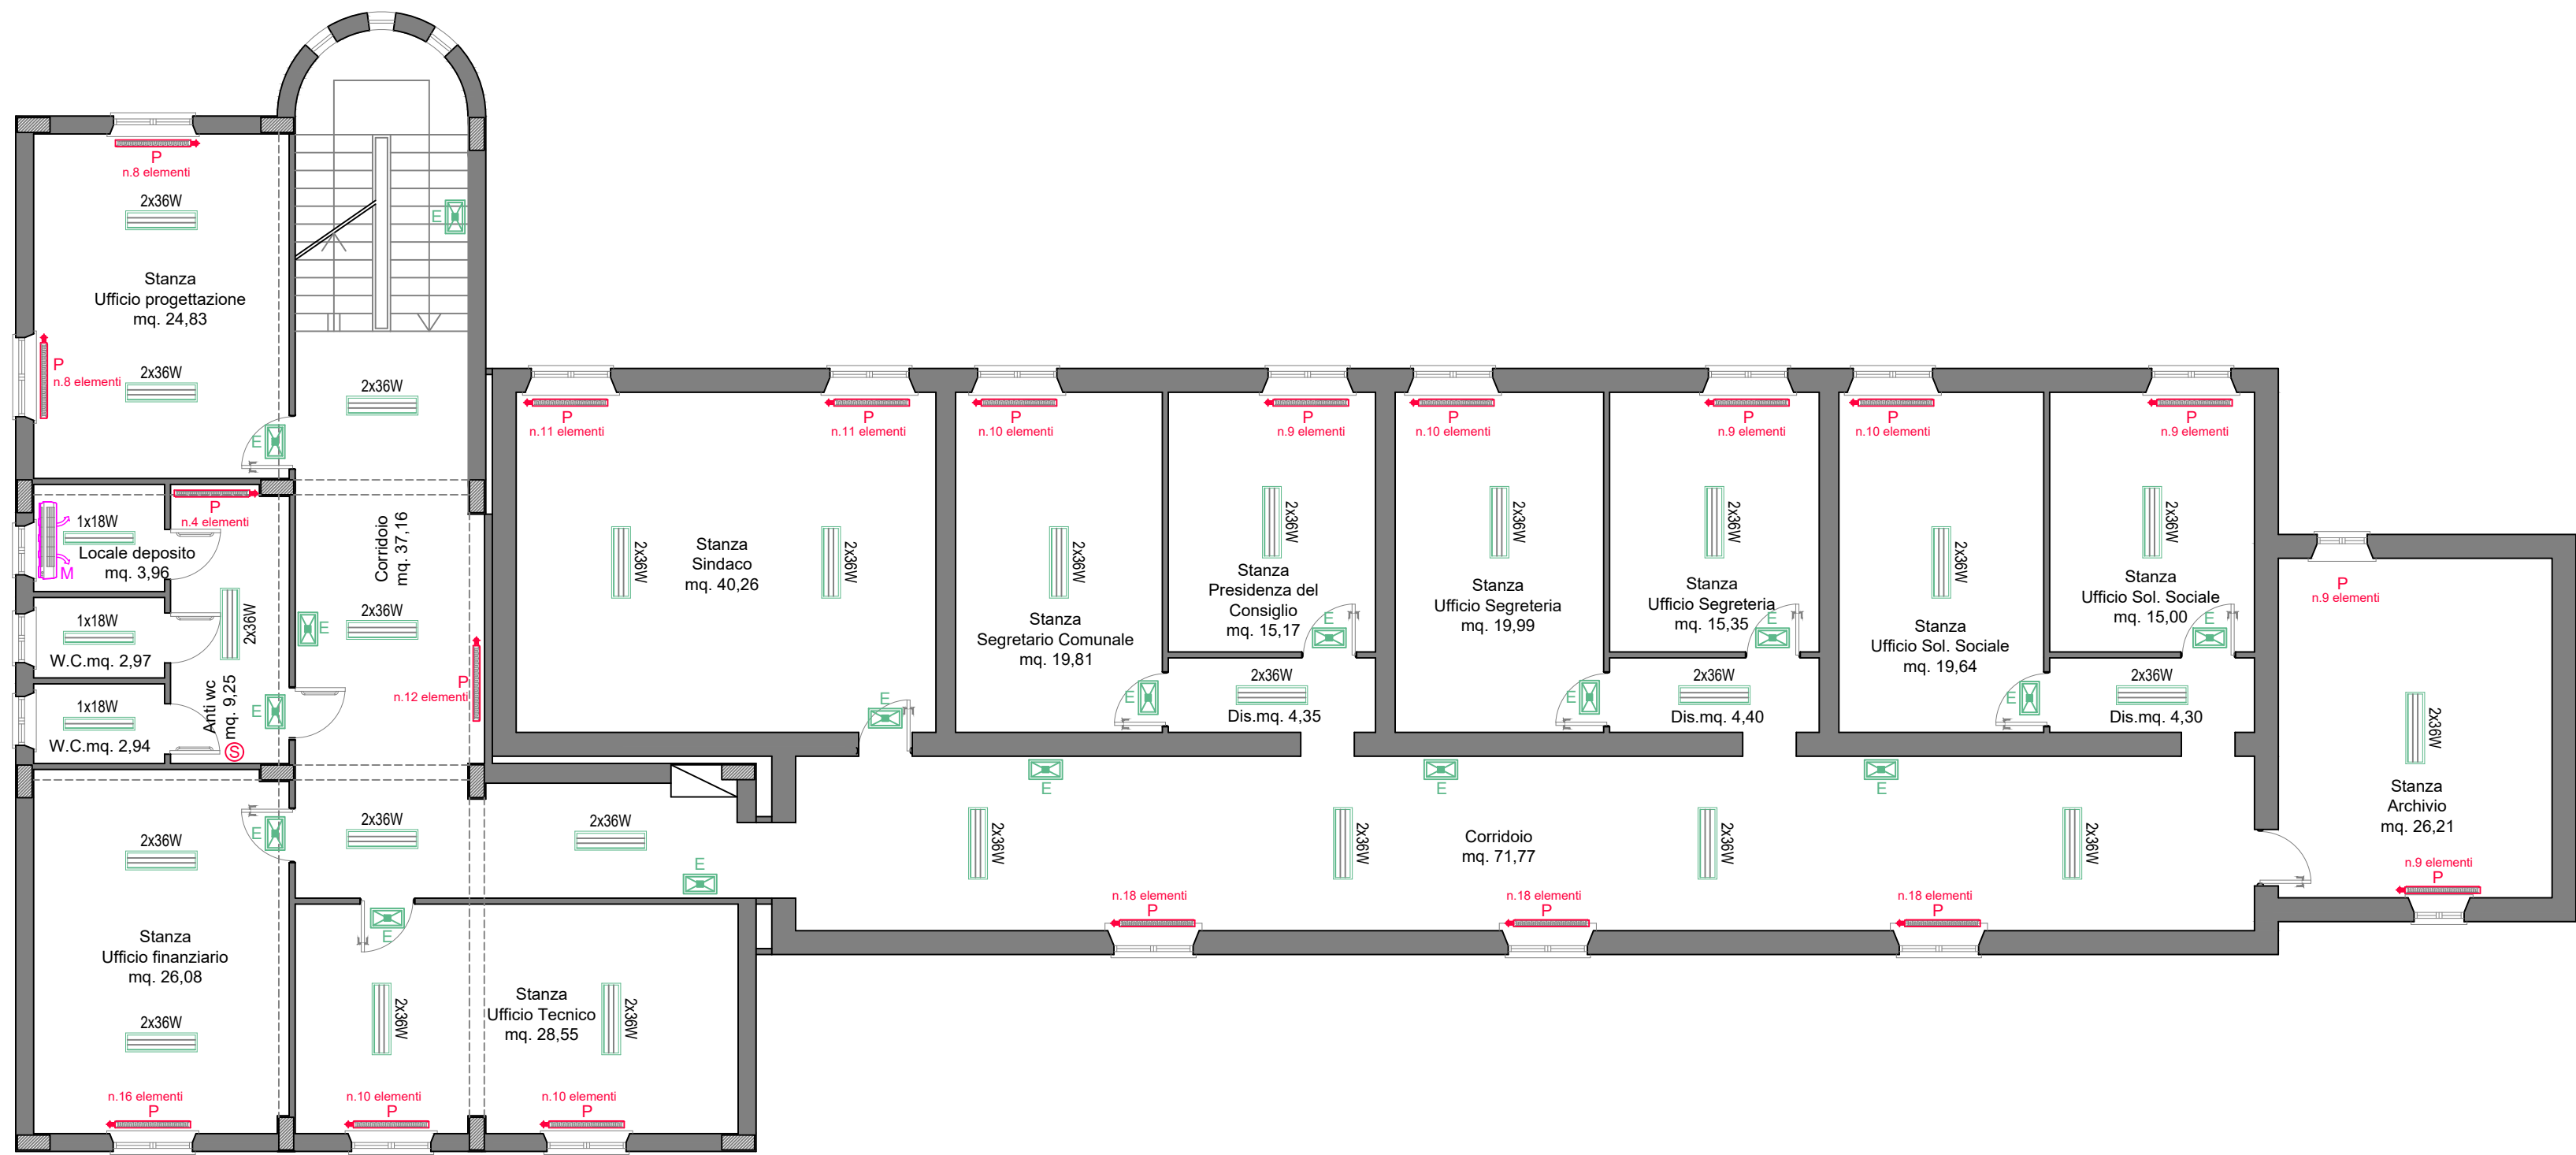 P
n.8 elementi
2x36W
E
Stanza
Ufficio progettazione
mq. 24,83
P
n.8 elementi
2x36W
E
2x36W
P
n.4 elementi
1x18W
Locale deposito
mq. 3,96
M
1x18W
W.C.mq. 2,97
1x18W
W.C.mq. 2,94
2x36W
Anti wc
mq. 9,25
S
E
E
Corridoio
mq. 37,16
2x36W
P
n.12 elementi
2x36W
2x36W
E
E
2x36W
Stanza
Ufficio finanziario
mq. 26,08
2x36W
n.16 elementi
P
E
2x36W
Stanza
Ufficio Tecnico
mq. 28,55
2x36W
n.10 elementi
P
n.10 elementi
P
P
n.11 elementi
P
n.11 elementi
2x36W
Stanza
Sindaco
mq. 40,26
2x36W
E
P
n.10 elementi
2x36W
Stanza
Segretario Comunale
mq. 19,81
E
P
n.9 elementi
2x36W
Stanza
Presidenza del
Consiglio
mq. 15,17
E
2x36W
Dis.mq. 4,35
P
n.10 elementi
2x36W
Stanza
Ufficio Segreteria
mq. 19,99
E
P
n.9 elementi
2x36W
Stanza
Ufficio Segreteria
mq. 15,35
E
2x36W
Dis.mq. 4,40
P
n.10 elementi
2x36W
Stanza
Ufficio Sol. Sociale
mq. 19,64
E
P
n.9 elementi
2x36W
Stanza
Ufficio Sol. Sociale
mq. 15,00
E
2x36W
Dis.mq. 4,30
E
E
E
2x36W
2x36W
Corridoio
mq. 71,77
2x36W
2x36W
n.18 elementi
P
n.18 elementi
P
n.18 elementi
P
P
n.9 elementi
2x36W
Stanza
Archivio
mq. 26,21
n.9 elementi
P